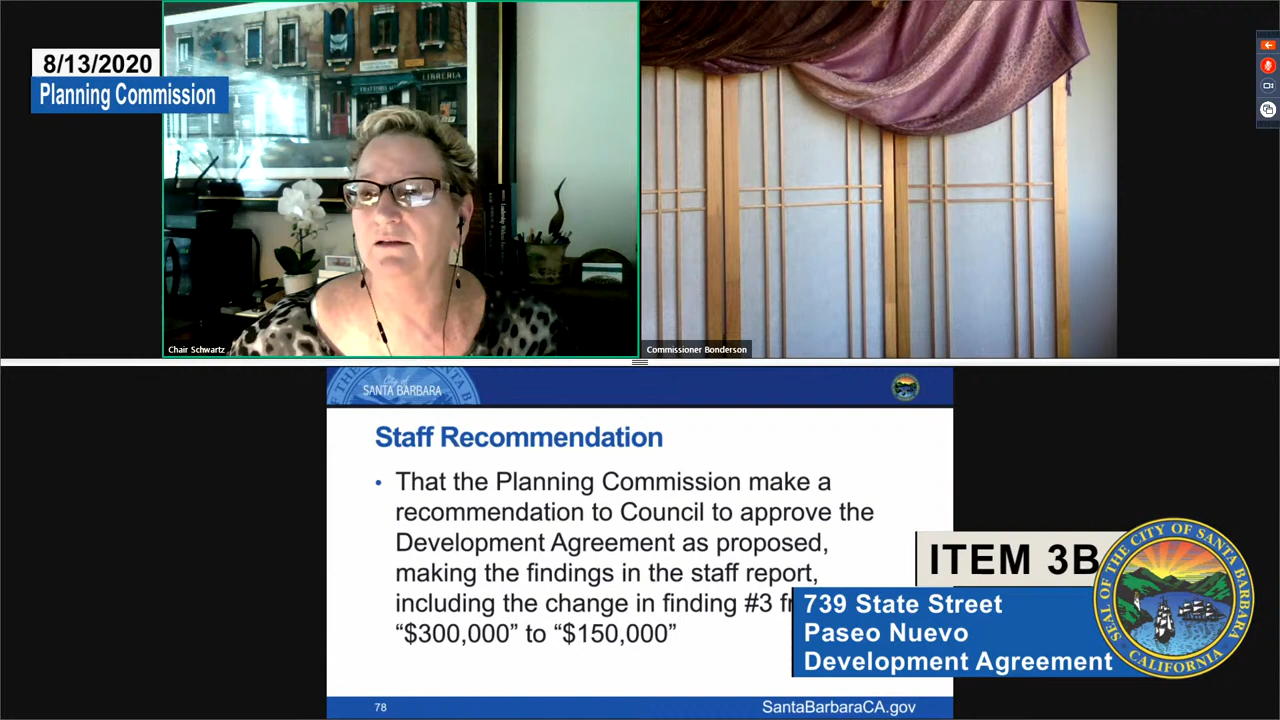 8/13/2020
Planning Commission
LIBRERIA
Chair Schwartz
Commissioner Bonderson
City of
SANTA BARBARA
Staff Recommendation
• That the Planning Commission make a
recommendation to Council to approve the
Development Agreement as proposed,
making the findings in the staff report,
including the change in finding #3
“$300,000” to “$150,000”
78
SantaBarbaraCA.gov
ITEM 3B
739 State Street
Paseo Nuevo
Development Agreement
SEAL OF THE CITY OF SANTA BARBARA
CALIFORNIA